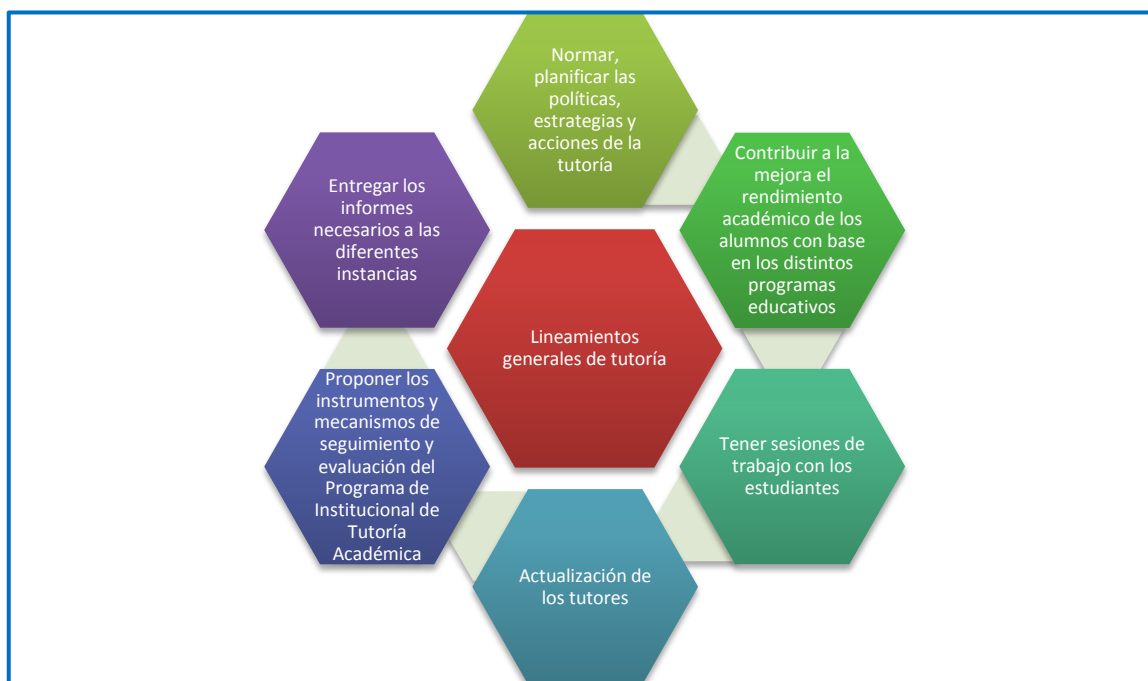 Normar,
planificar las
políticas,
estrategias y
acciones de la
tutoría
Contribuir a la
mejora el
rendimiento
académico de los
alumnos con base
en los distintos
programas
educativos
Tener sesiones de
trabajo con los
estudiantes
Actualización de
los tutores
Proponer los
instrumentos y
mecanismos de
seguimiento y
evaluación del
Programa de
Institucional de
Tutoría
Académica
Entregar los
informes
necesarios a las
diferentes
instancias
Lineamientos
generales de tutoría